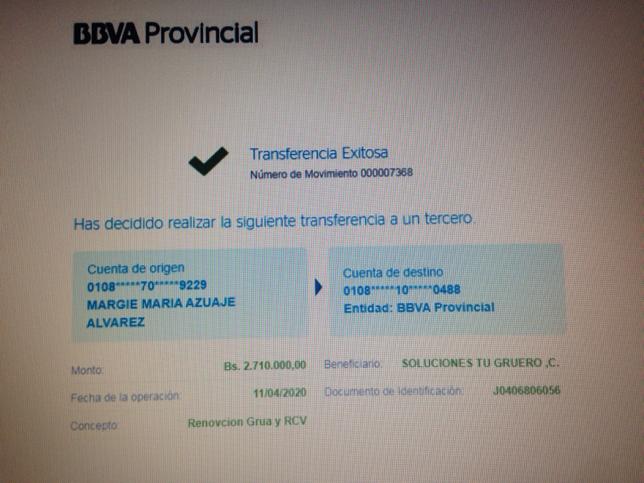 BBVA Provincial
Transferencia Exitosa
Número de Movimiento 000007368
Has decidido realizar la siguiente transferencia a un tercero.
Cuenta de origen
0108*****70*****9229
MARGIE MARIA AZUAJE
ALVAREZ
Cuenta de destino
0108*****10*****0488
Entidad: BBVA Provincial
Monto: Bs. 2.710.000,00
Beneficiario: SOLUCIONES TU GRUERO ,C.
Fecha de la operación: 11/04/2020
Documento de Identificación: J0406806056
Concepto: Renovcion Grua y RCV